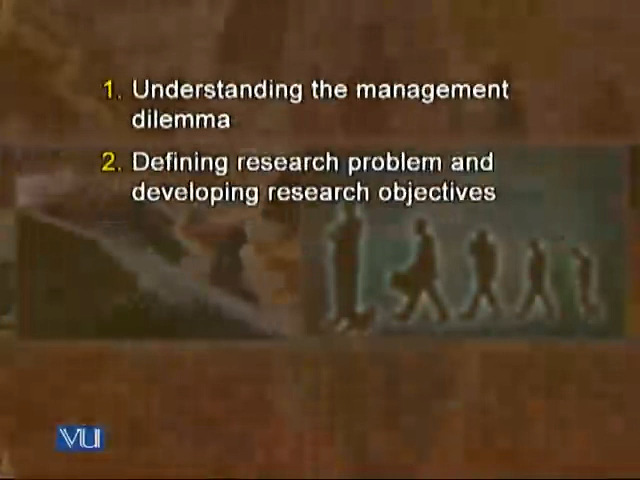 1. Understanding the management
dilemma
2. Defining research problem and
developing research objectives
VU